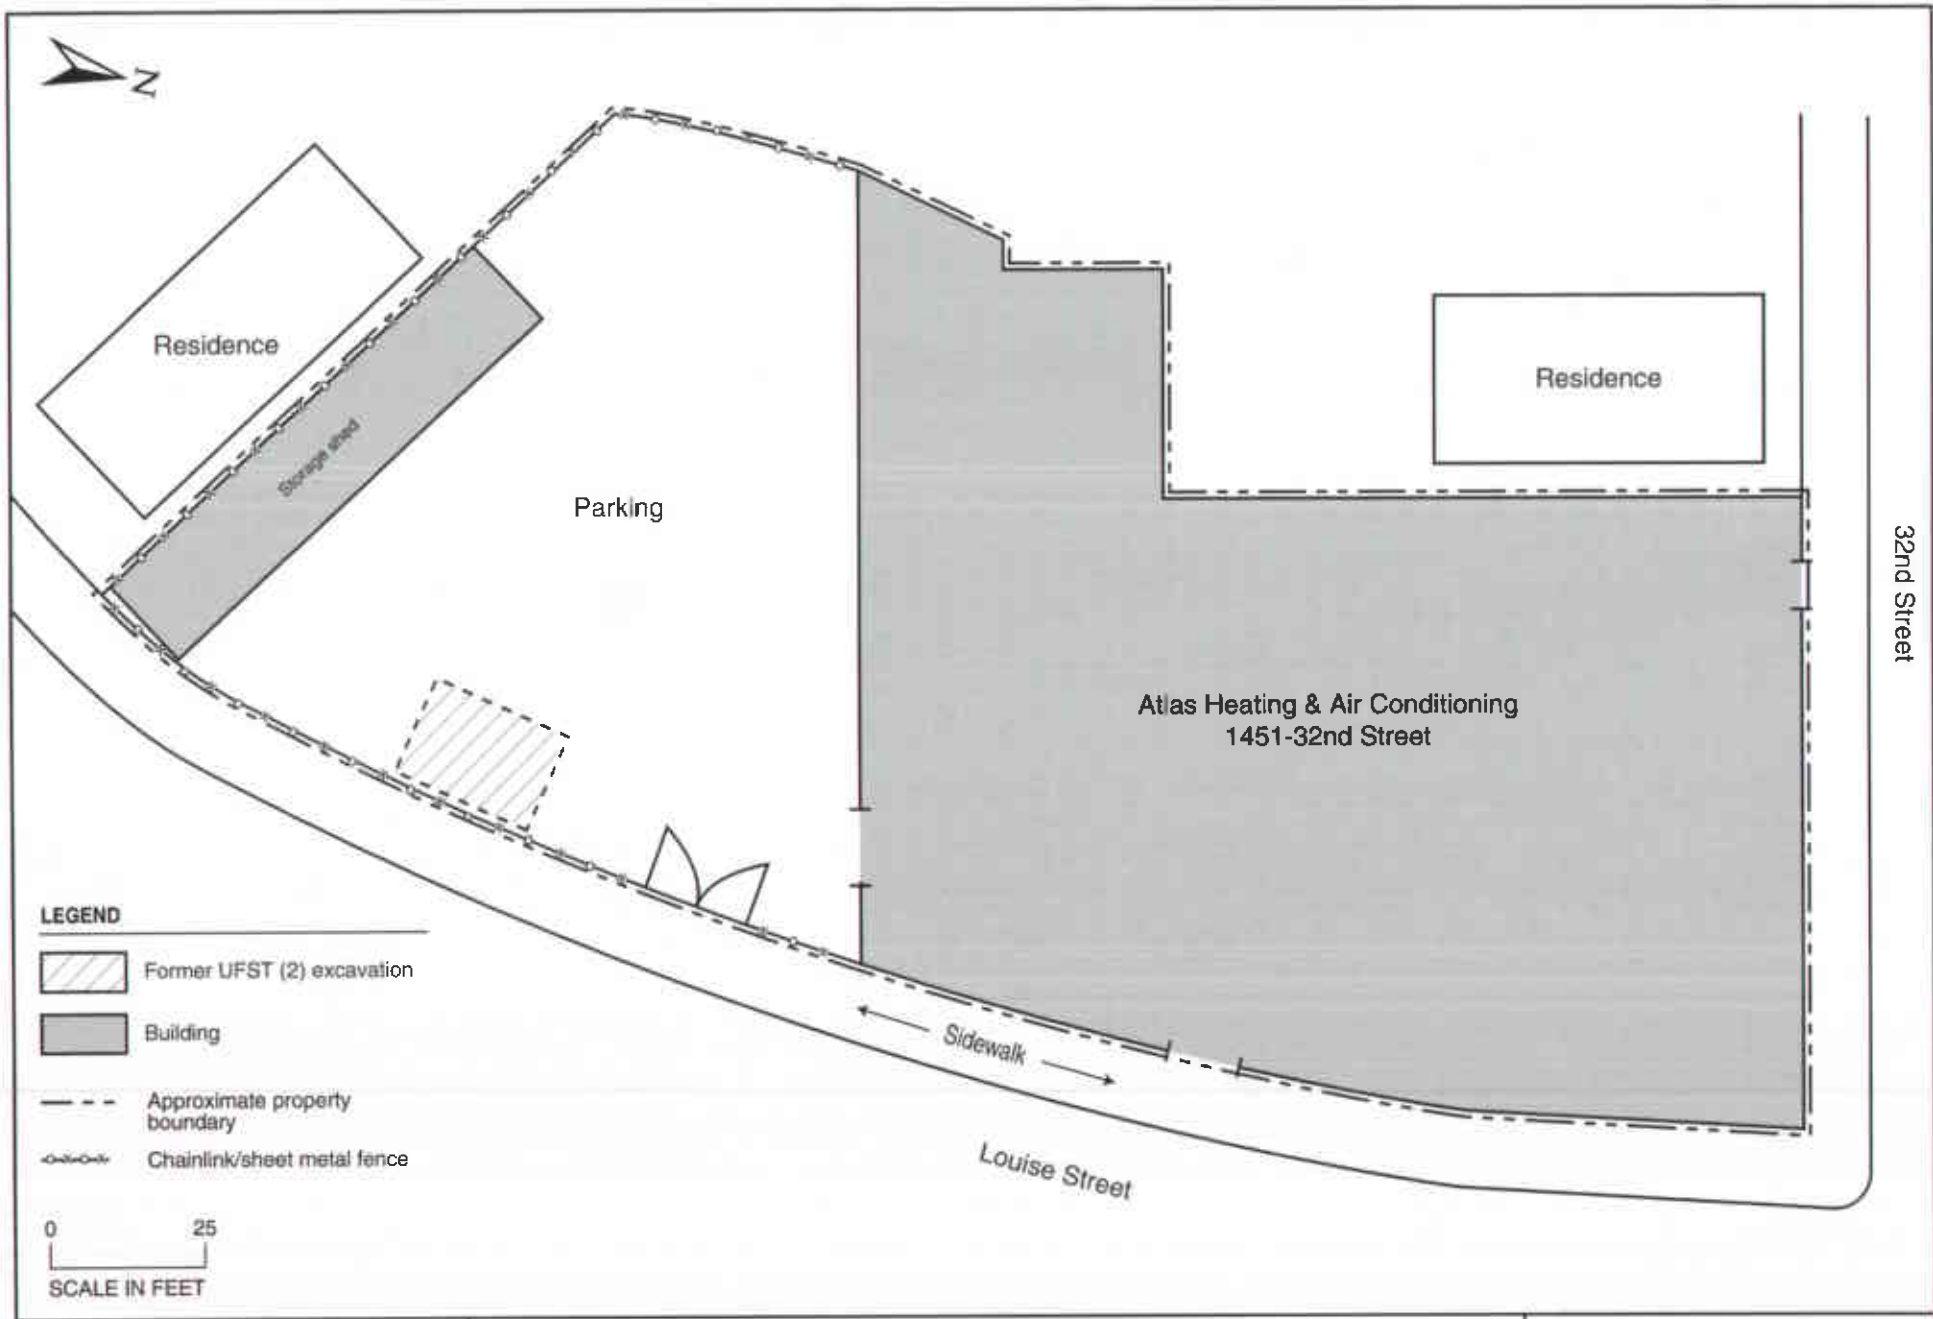 N
Residence
Storage shed
Parking
Residence
32nd Street
Atlas Heating & Air Conditioning
1451-32nd Street
Sidewalk
Louise Street
LEGEND
Former UFST (2) excavation
Building
Approximate property
boundary
Chainlink/sheet metal fence
0 25
SCALE IN FEET